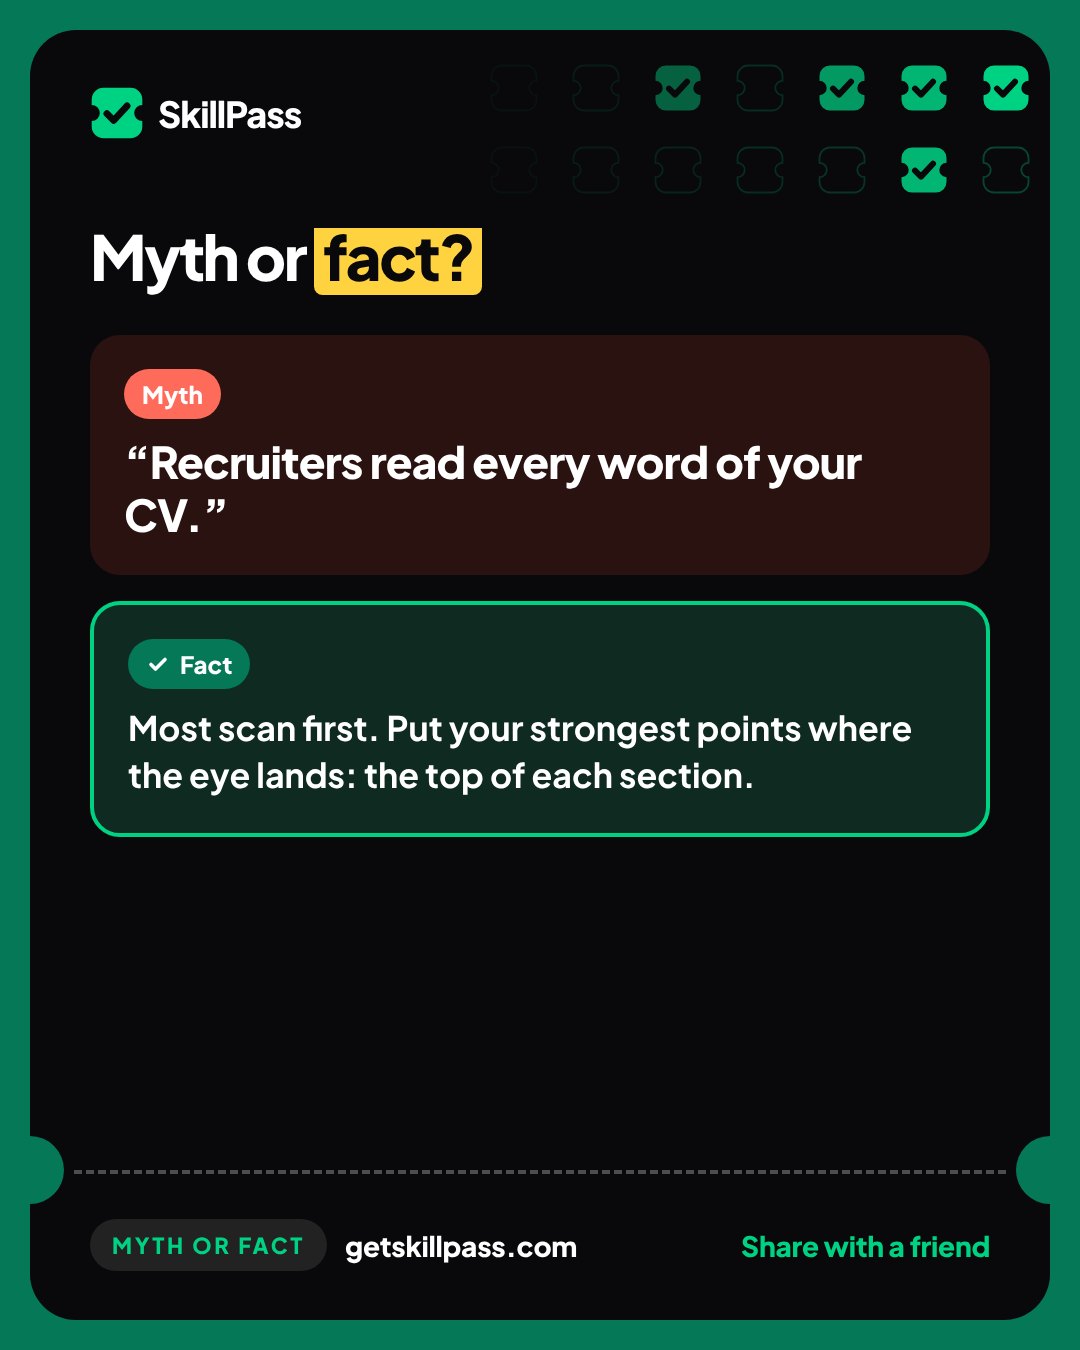 SkillPass
Myth or fact?
Myth
“Recruiters read every word of your
CV.”
Fact
Most scan first. Put your strongest points where
the eye lands: the top of each section.
MYTH OR FACT
getskillpass.com
Share with a friend